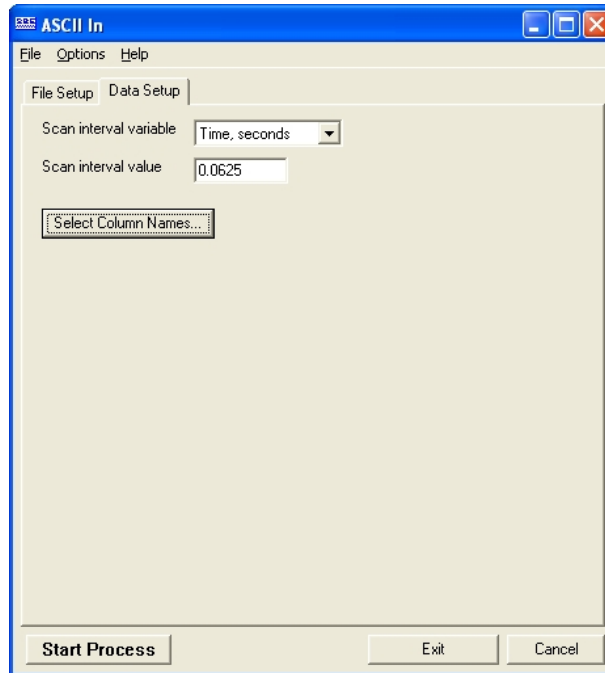 ASCII In
File Options Help
File Setup Data Setup
Scan interval variable Time, seconds
Scan interval value 0.0625
Select Column Names...
Start Process Exit Cancel